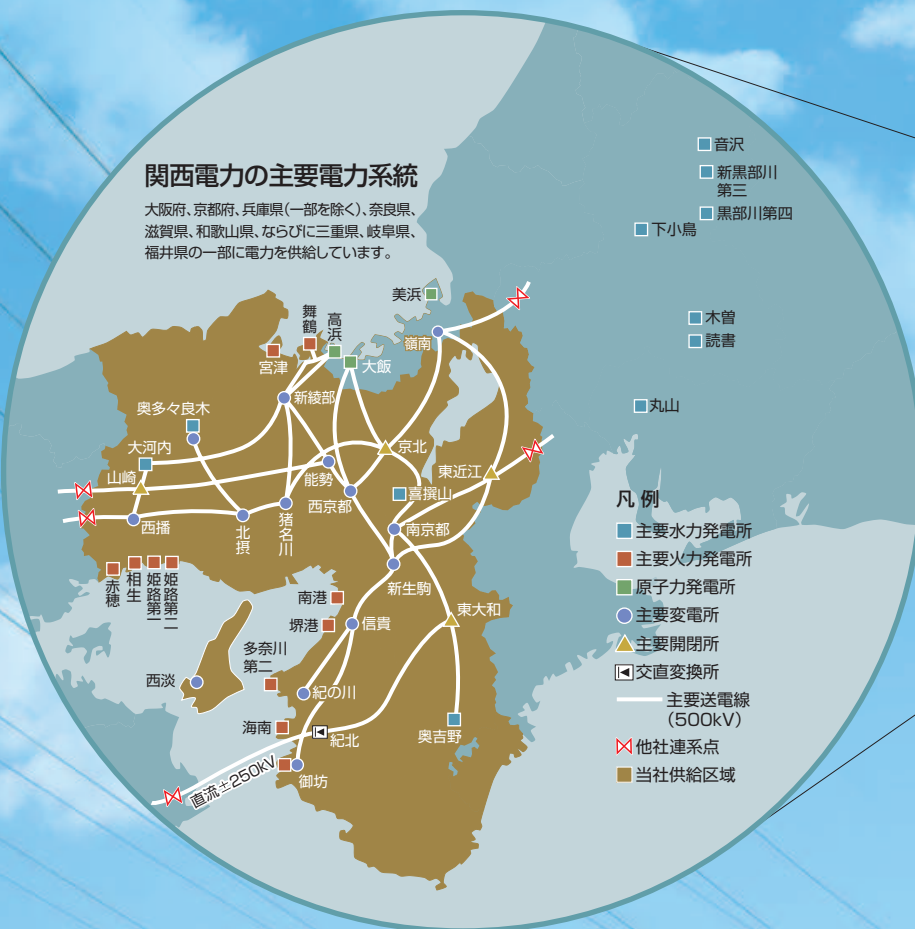 関西電力の主要電力系統
大阪府、京都府、兵庫県(一部を除く)、奈良県、
滋賀県、和歌山県、ならびに三重県、岐阜県、
福井県の一部に電力を供給しています。
音沢
新黒部川
第三
黒部川第四
下小鳥
木曽
読書
丸山
美浜
嶺南
舞鶴
高浜
宮津
大飯
新綾部
奥多々良木
大河内
山崎
京北
能勢
東近江
西京都
喜撰山
西播
北摂
猪名川
南京都
新生駒
赤穂
相生
姫路第一
姫路第二
南港
堺港
信貴
東大和
多奈川
第二
西淡
紀の川
海南
紀北
奥吉野
御坊
直流±250kV
凡 例
主要水力発電所
主要火力発電所
原子力発電所
主要変電所
主要開閉所
交直変換所
主要送電線
(500kV)
他社連系点
当社供給区域